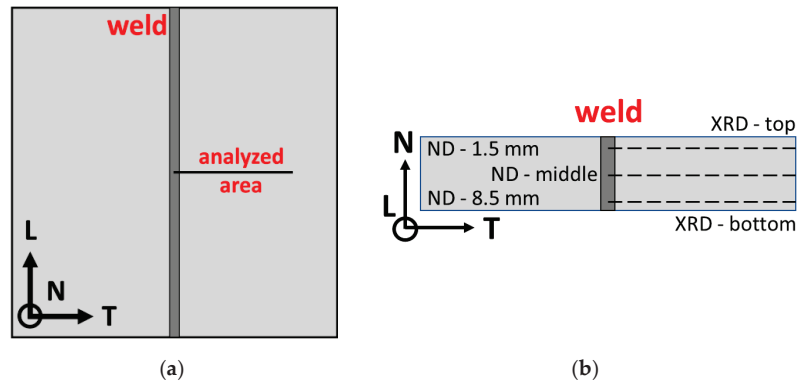 weld
analyzed
area
L
N
T
(a)
weld
XRD - top
N
ND - 1.5 mm
ND - middle
ND - 8.5 mm
L
T
XRD - bottom
(b)